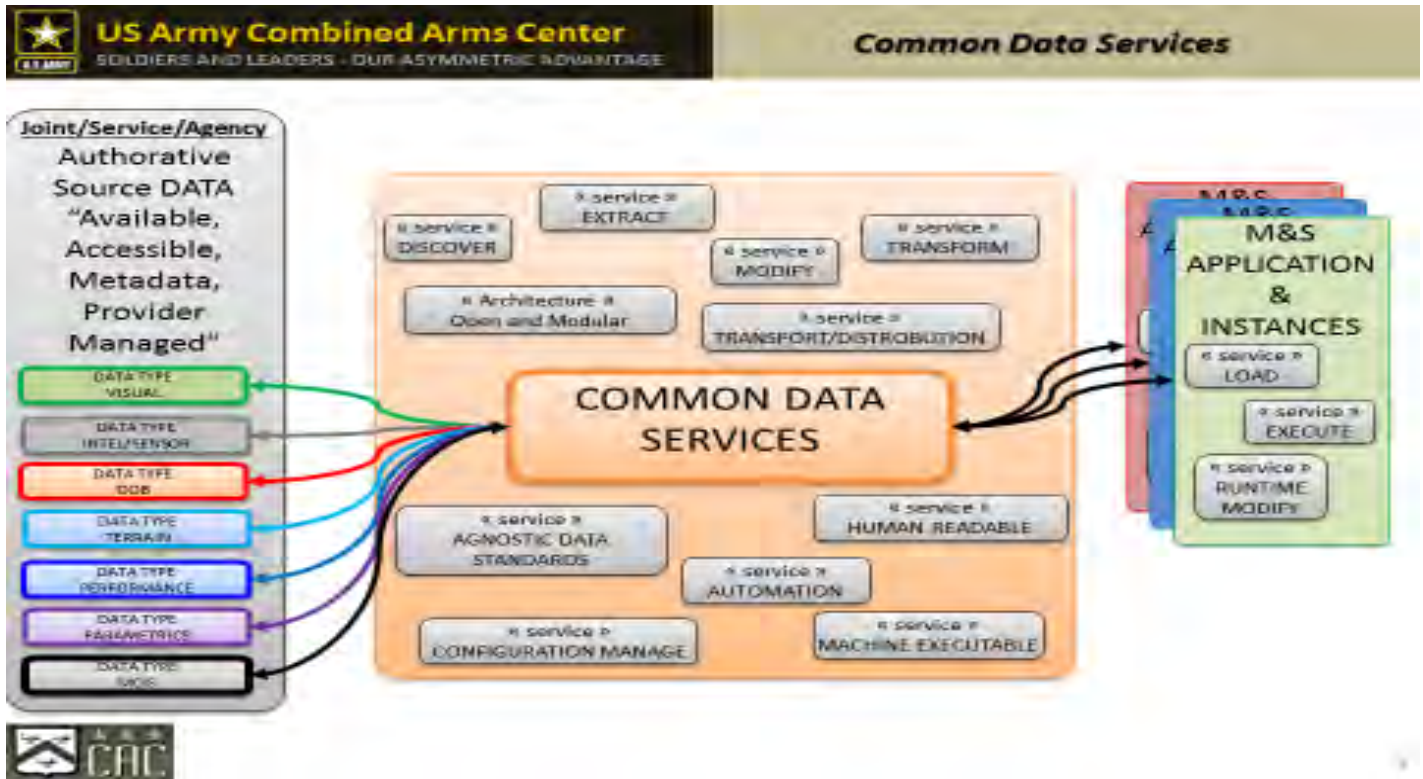 US Army Combined Arms Center
SOLDIERS AND LEADERS - OUR ASYMMETRIC ADVANTAGE
U.S. ARMY
Common Data Services
Joint/Service/Agency
Authorative
Source DATA
"Available,
Accessible,
Metadata,
Provider
Managed"
DATA TYPE
VISUAL
DATA TYPE
INTEL/SENSOR
DATA TYPE
OOB
DATA TYPE
TERRAIN
DATA TYPE
PERFORMANCE
DATA TYPE
PARAMETRICS
DATA TYPE
« service »
DISCOVER
« service »
EXTRACT
« service »
MODIFY
« service »
TRANSFORM
« Architecture »
Open and Modular
« service »
TRANSPORT/DISTROBUTION
COMMON DATA
SERVICES
« service »
AGNOSTIC DATA
STANDARDS
« service »
HUMAN READABLE
« service »
AUTOMATION
« service »
CONFIGURATION MANAGE
« service »
MACHINE EXECUTABLE
M&S
M&S
M&S
APPLICATION
&
INSTANCES
« service »
LOAD
« service »
EXECUTE
« service »
RUNTIME
MODIFY
CAC